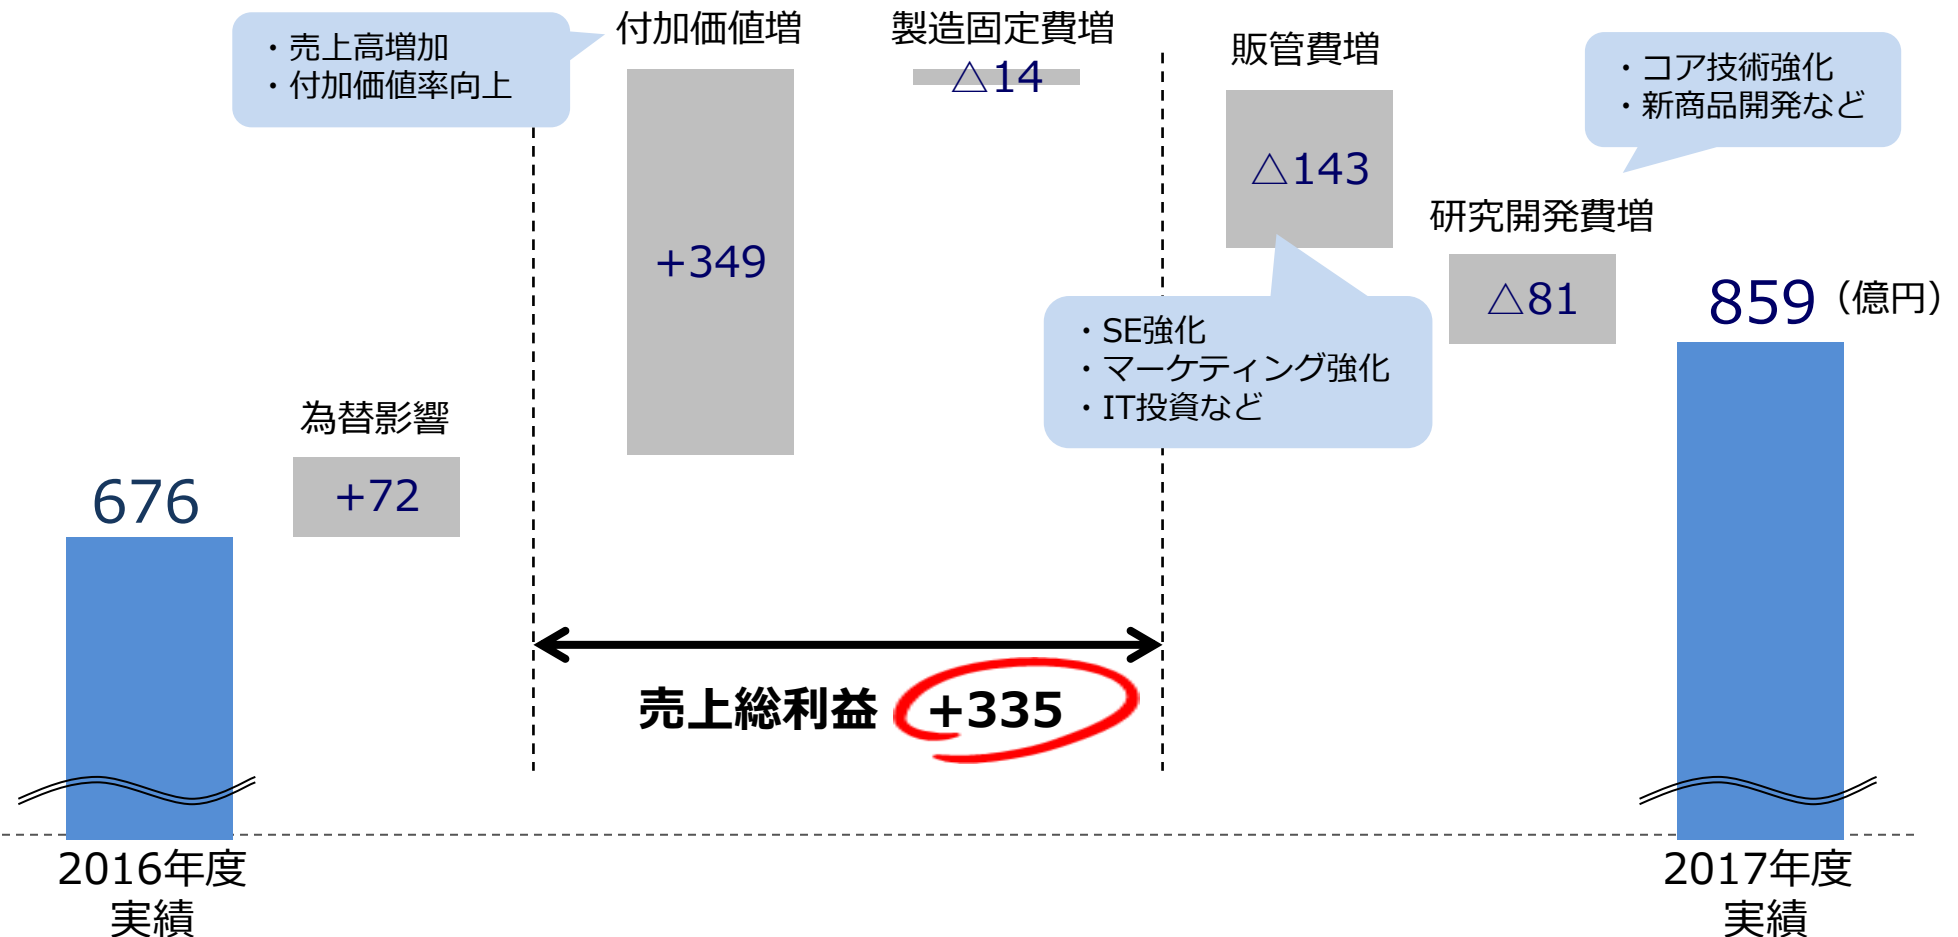 ・売上高増加
・付加価値率向上
付加価値増
+349
製造固定費増
△14
販管費増
△143
・SE強化
・マーケティング強化
・IT投資など
・コア技術強化
・新商品開発など
研究開発費増
△81
859（億円）
為替影響
+72
676
売上総利益 +335
2016年度
実績
2017年度
実績